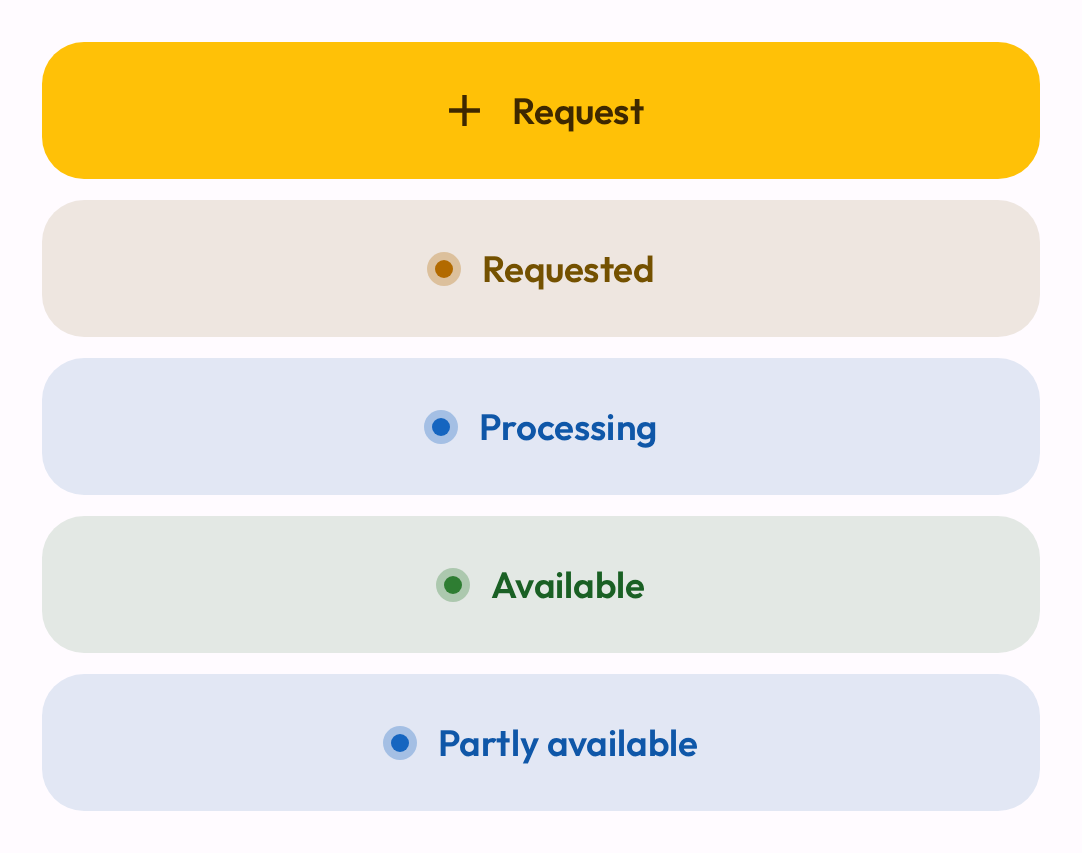 Request
Requested
Processing
Available
Partly available